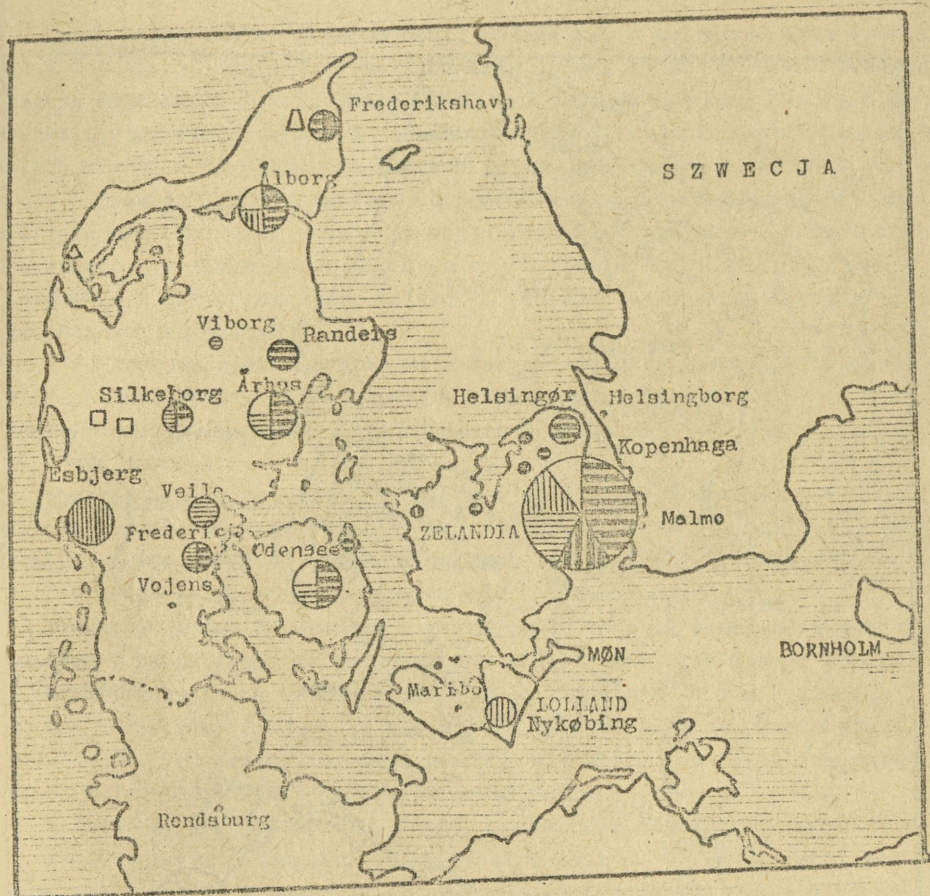 Frederikshavn
Ålborg
SZWECJA
Viborg
Randers
Silkeborg
Århus
Helsingør
Helsingborg
Kopenhaga
Esbjerg
Vejle
ZELANDIA
Malmo
Fredericia
Odensee
Vojens
BORNHOLM
MØN
Maribo
LOLLAND
Nykøbing
Rendsburg